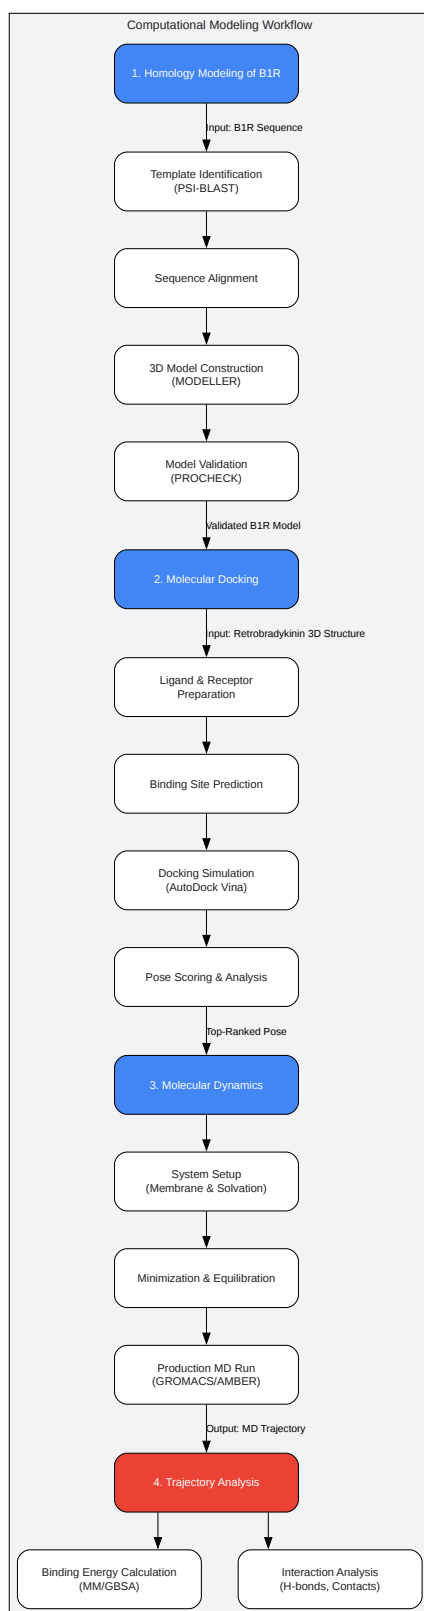 Computational Modeling Workflow
1. Homology Modeling of B1R
Input: B1R Sequence
Template Identification
(PSI-BLAST)
Sequence Alignment
3D Model Construction
(MODELLER)
Model Validation
(PROCHECK)
Validated B1R Model
2. Molecular Docking
Input: Retrobradykinin 3D Structure
Ligand & Receptor
Preparation
Binding Site Prediction
Docking Simulation
(AutoDock Vina)
Pose Scoring & Analysis
Top-Ranked Pose
3. Molecular Dynamics
System Setup
(Membrane & Solvation)
Minimization & Equilibration
Production MD Run
(GROMACS/AMBER)
Output: MD Trajectory
4. Trajectory Analysis
Binding Energy Calculation
(MM/GBSA)
Interaction Analysis
(H-bonds, Contacts)